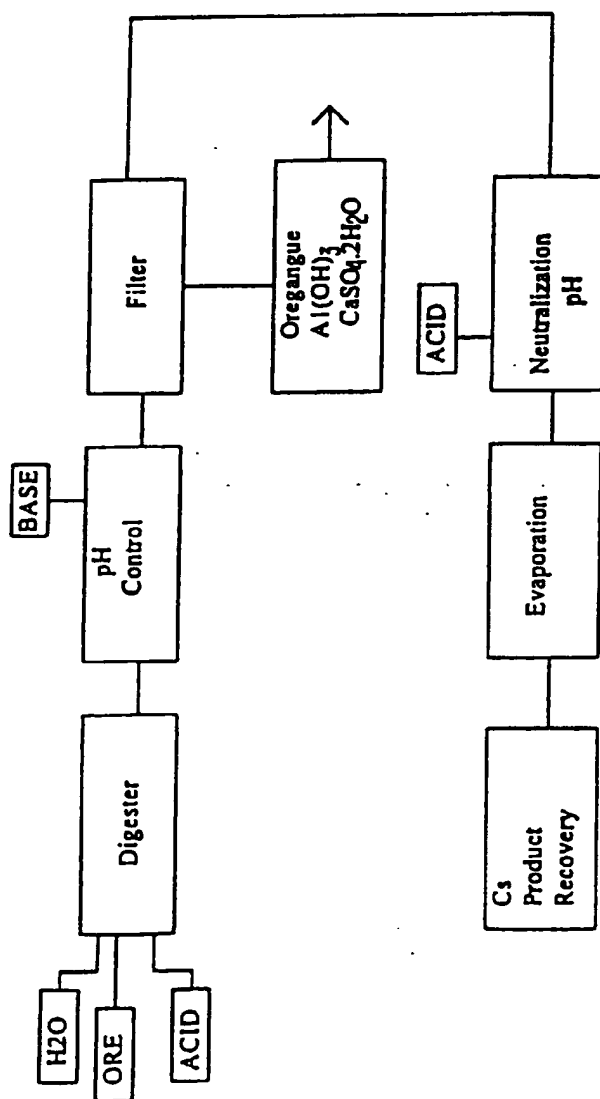 H2O
ORE
ACID
Digester
BASE
pH
Control
Filter
Oregangue
Al(OH)3
CaSO4.2H2O
ACID
Neutralization
pH
Evaporation
Cs
Product
Recovery